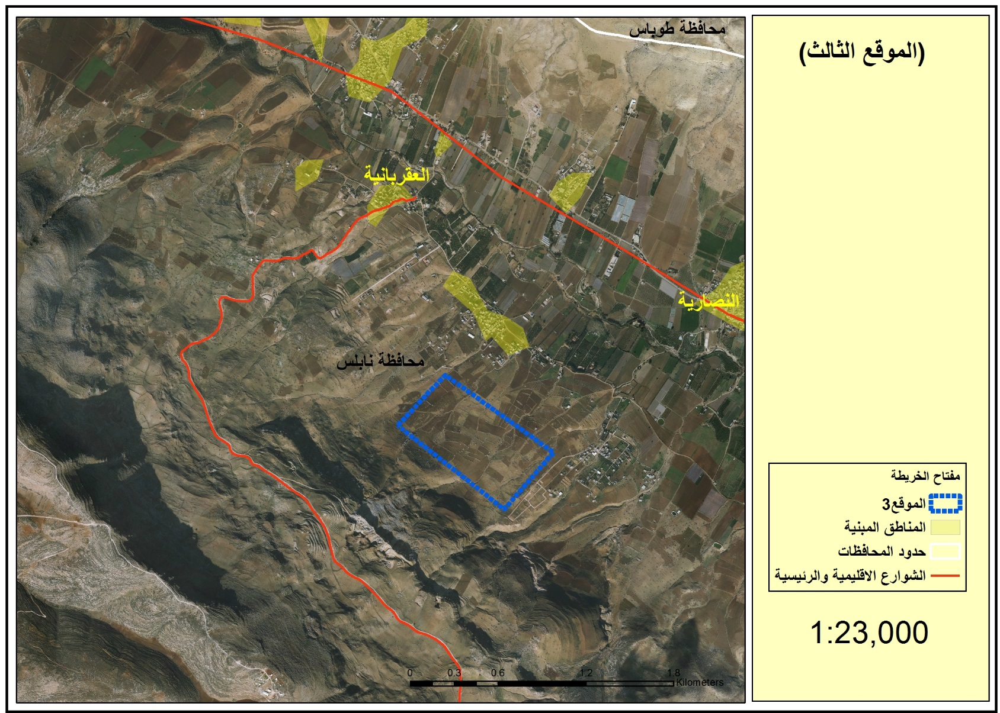 (الموقع الثالث)
محافظة طوباس
العقربانية
النصارية
محافظة نابلس
مفتاح الخريطة
الموقع3
المناطق المبنية
حدود المحافظات
الشوارع الاقليمية والرئيسية
1:23,000
0 0.3 0.6 1.2 1.8
Kilometers